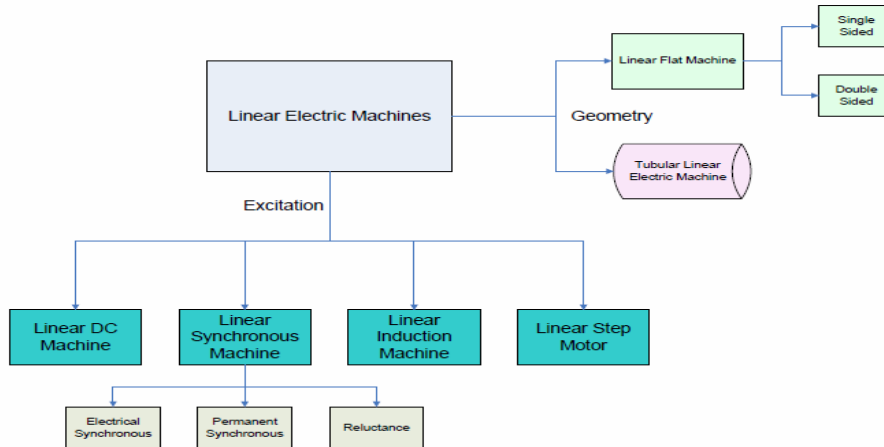 Single
Sided
Linear Flat Machine
Double
Sided
Linear Electric Machines
Geometry
Tubular Linear
Electric Machine
Excitation
Linear DC
Machine
Linear
Synchronous
Machine
Linear
Induction
Machine
Linear Step
Motor
Electrical
Synchronous
Permanent
Synchronous
Reluctance